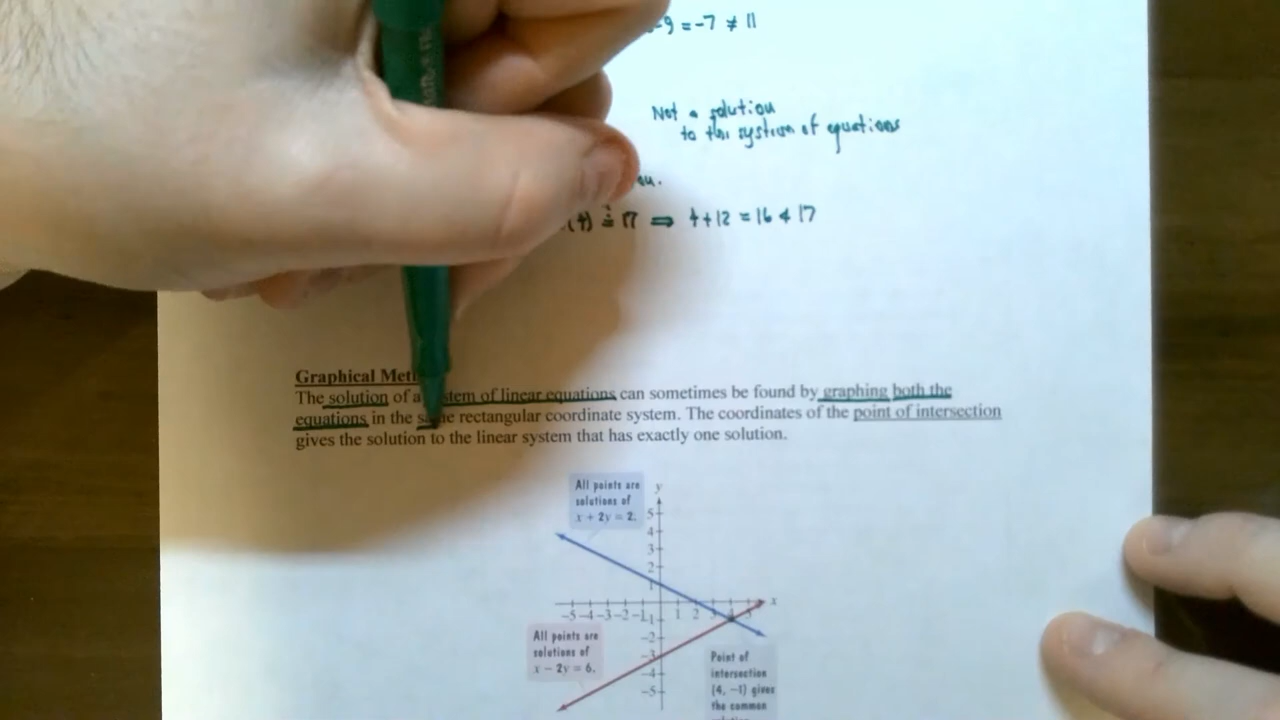 -9 = -7 ≠ 11
Not a solution
to this system of equations
(4) ≟ 17 ⇒ 4+12 = 16 ≠ 17
Graphical
The solution of a system of linear equations can sometimes be found by graphing both the
equations in the same rectangular coordinate system. The coordinates of the point of intersection
gives the solution to the linear system that has exactly one solution.
All points are
solutions of
x + 2y = 2.
y
5
4
3
2
1
-5 -4 -3 -2 -1 1 2 3 4 5 x
-1
-2
-3
-4
-5
All points are
solutions of
x - 2y = 6.
Point of
intersection
(4, -1) gives
the common